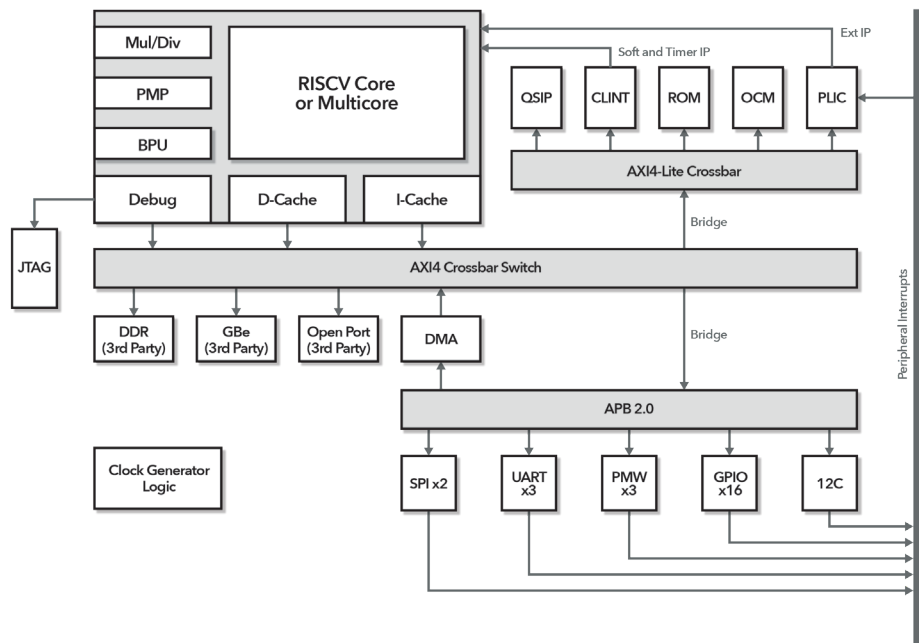 Mul/Div
PMP
BPU
RISCV Core
or Multicore
Debug
D-Cache
I-Cache
JTAG
Ext IP
Soft and Timer IP
QSIP
CLINT
ROM
OCM
PLIC
AXI4-Lite Crossbar
Bridge
AXI4 Crossbar Switch
DDR
(3rd Party)
GBe
(3rd Party)
Open Port
(3rd Party)
DMA
Bridge
Peripheral Interrupts
APB 2.0
Clock Generator
Logic
SPI x2
UART
x3
PMW
x3
GPIO
x16
12C